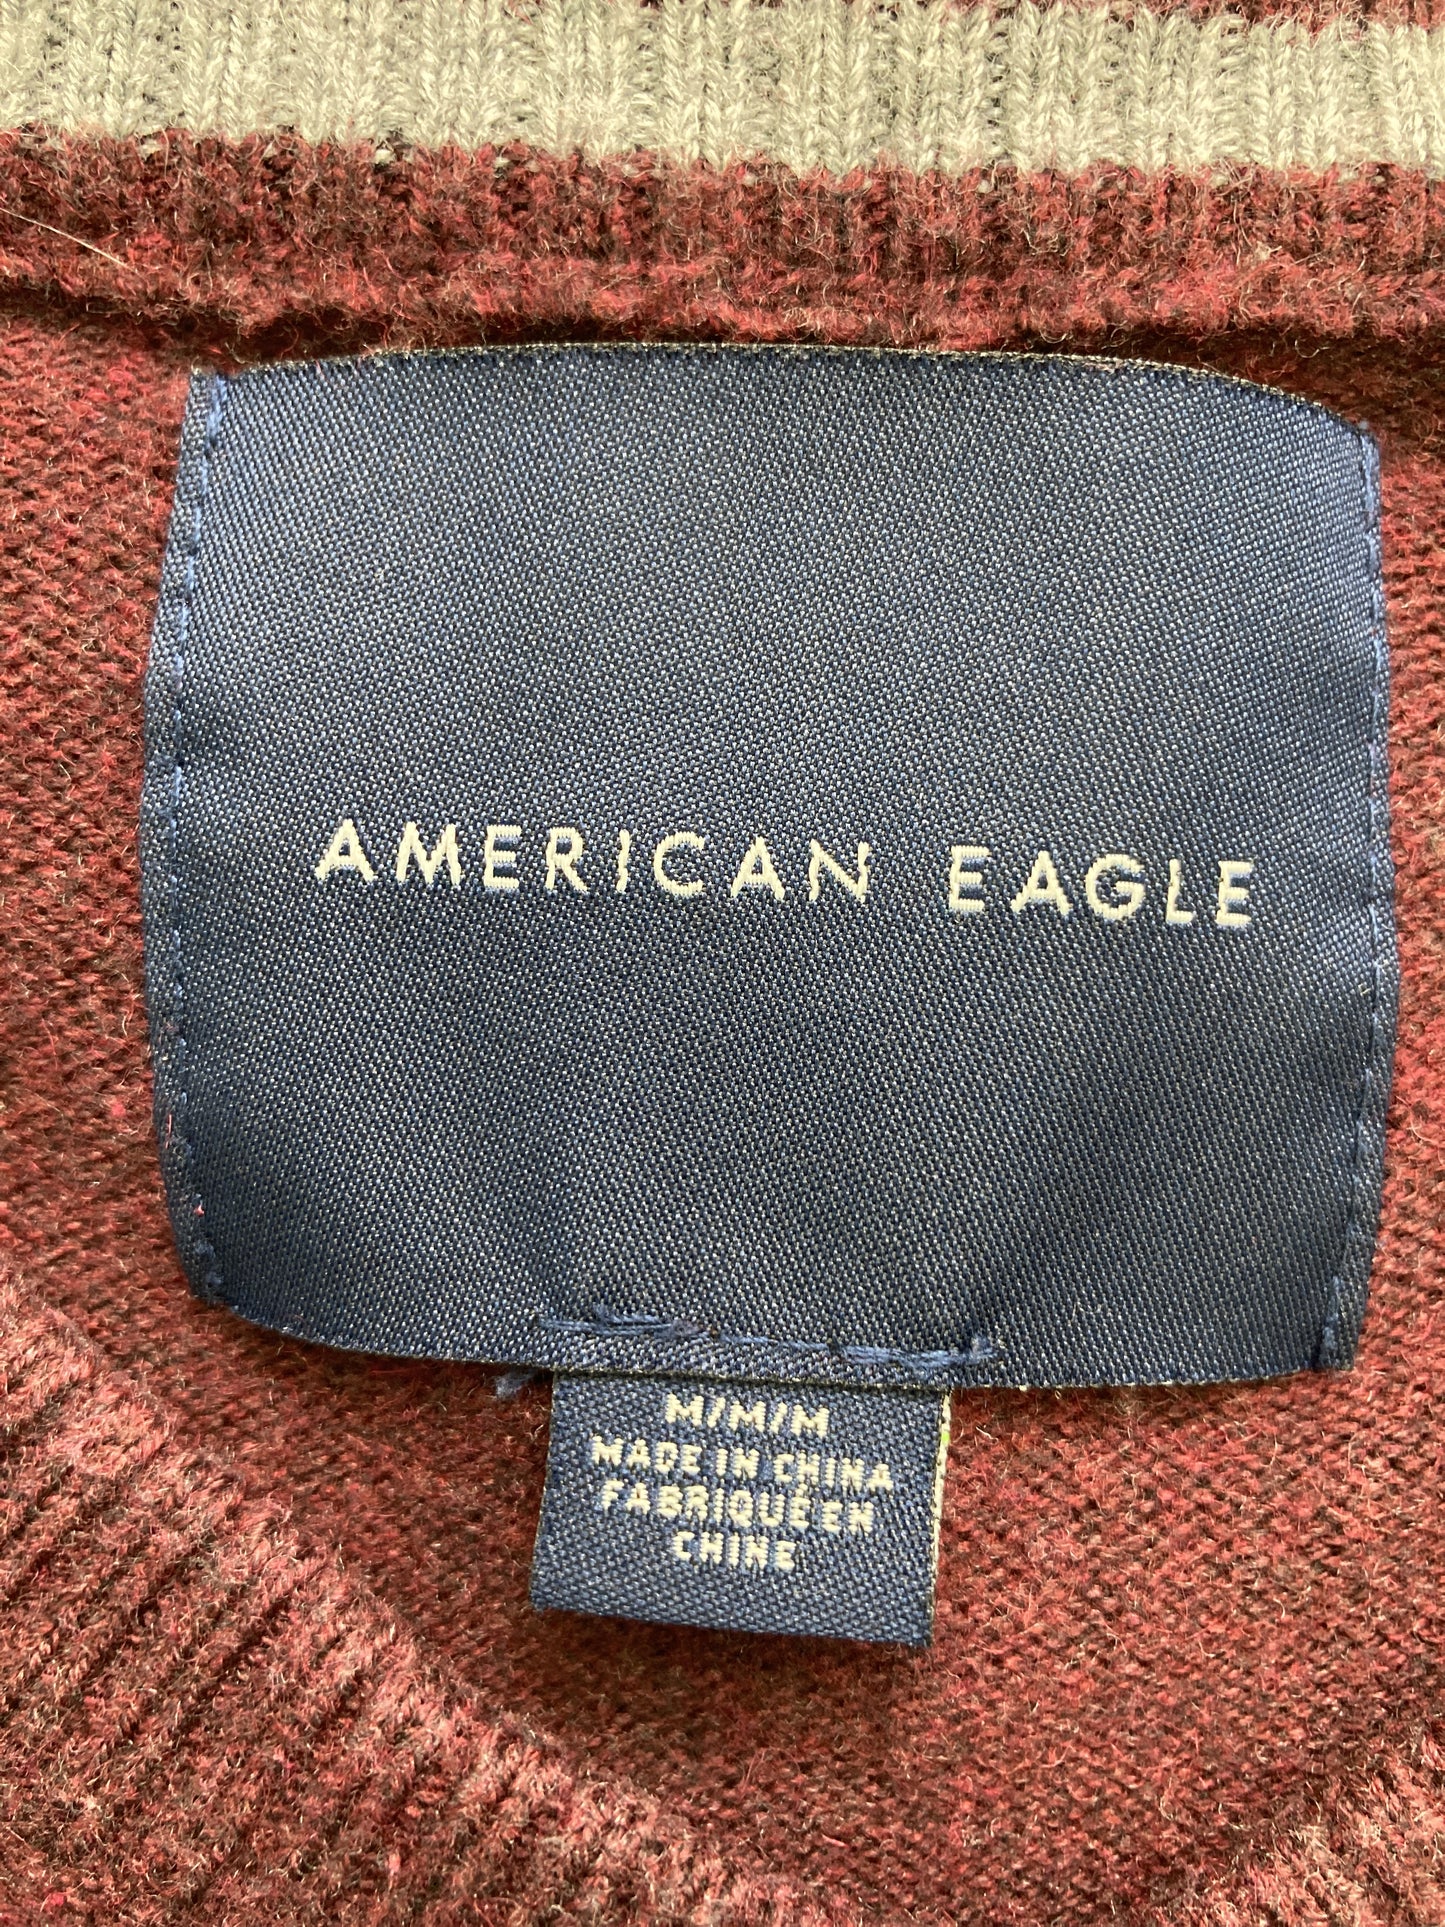 AMERICAN EAGLE
M/M/M
MADE IN CHINA
FABRIQUÉ EN
CHINE